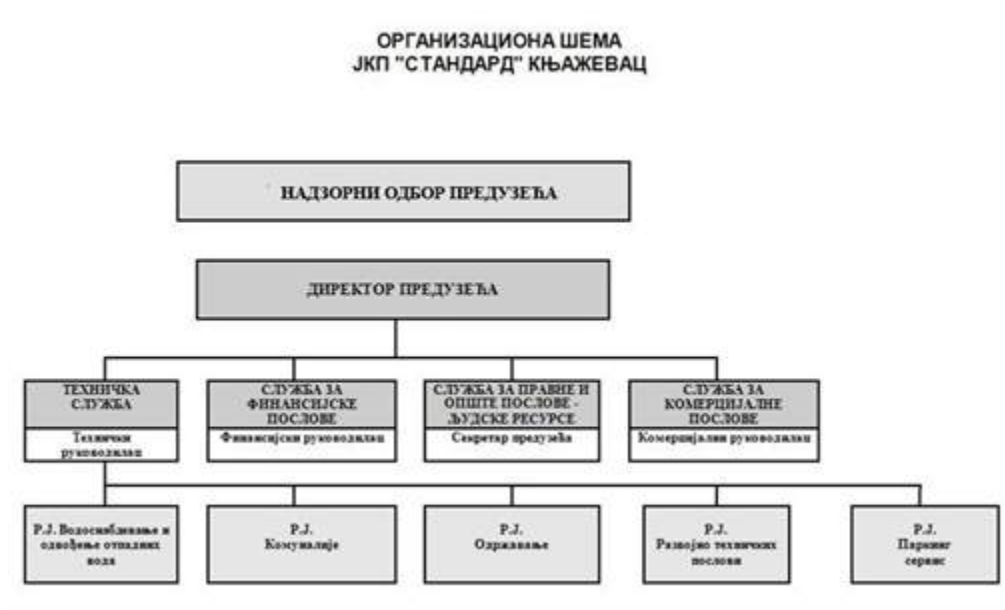 ОРГАНИЗАЦИОНА ШЕМА
ЈКП "СТАНДАРД" КЊАЖЕВАЦ
НАДЗОРНИ ОДБОР ПРЕДУЗЕЋА
ДИРЕКТОР ПРЕДУЗЕЋА
ТЕХНИЧКА
СЛУЖБА
Технички
руководилац
СЛУЖБА ЗА
ФИНАНСИЈСКЕ
ПОСЛОВЕ
Финансијски руководилац
СЛУЖБА ЗА ПРАВНЕ И
ОПШТЕ ПОСЛОВЕ -
ЉУДСКЕ РЕСУРСЕ
Секретар предузећа
СЛУЖБА ЗА
КОМЕРЦИЈАЛНЕ
ПОСЛОВЕ
Комерцијални руководилац
Р.Ј. Водоснабдевање и
одвођење отпадних
вода
Р.Ј.
Комуналије
Р.Ј.
Одржавање
Р.Ј.
Развојно техничких
послови
Р.Ј.
Паркинг
сервис